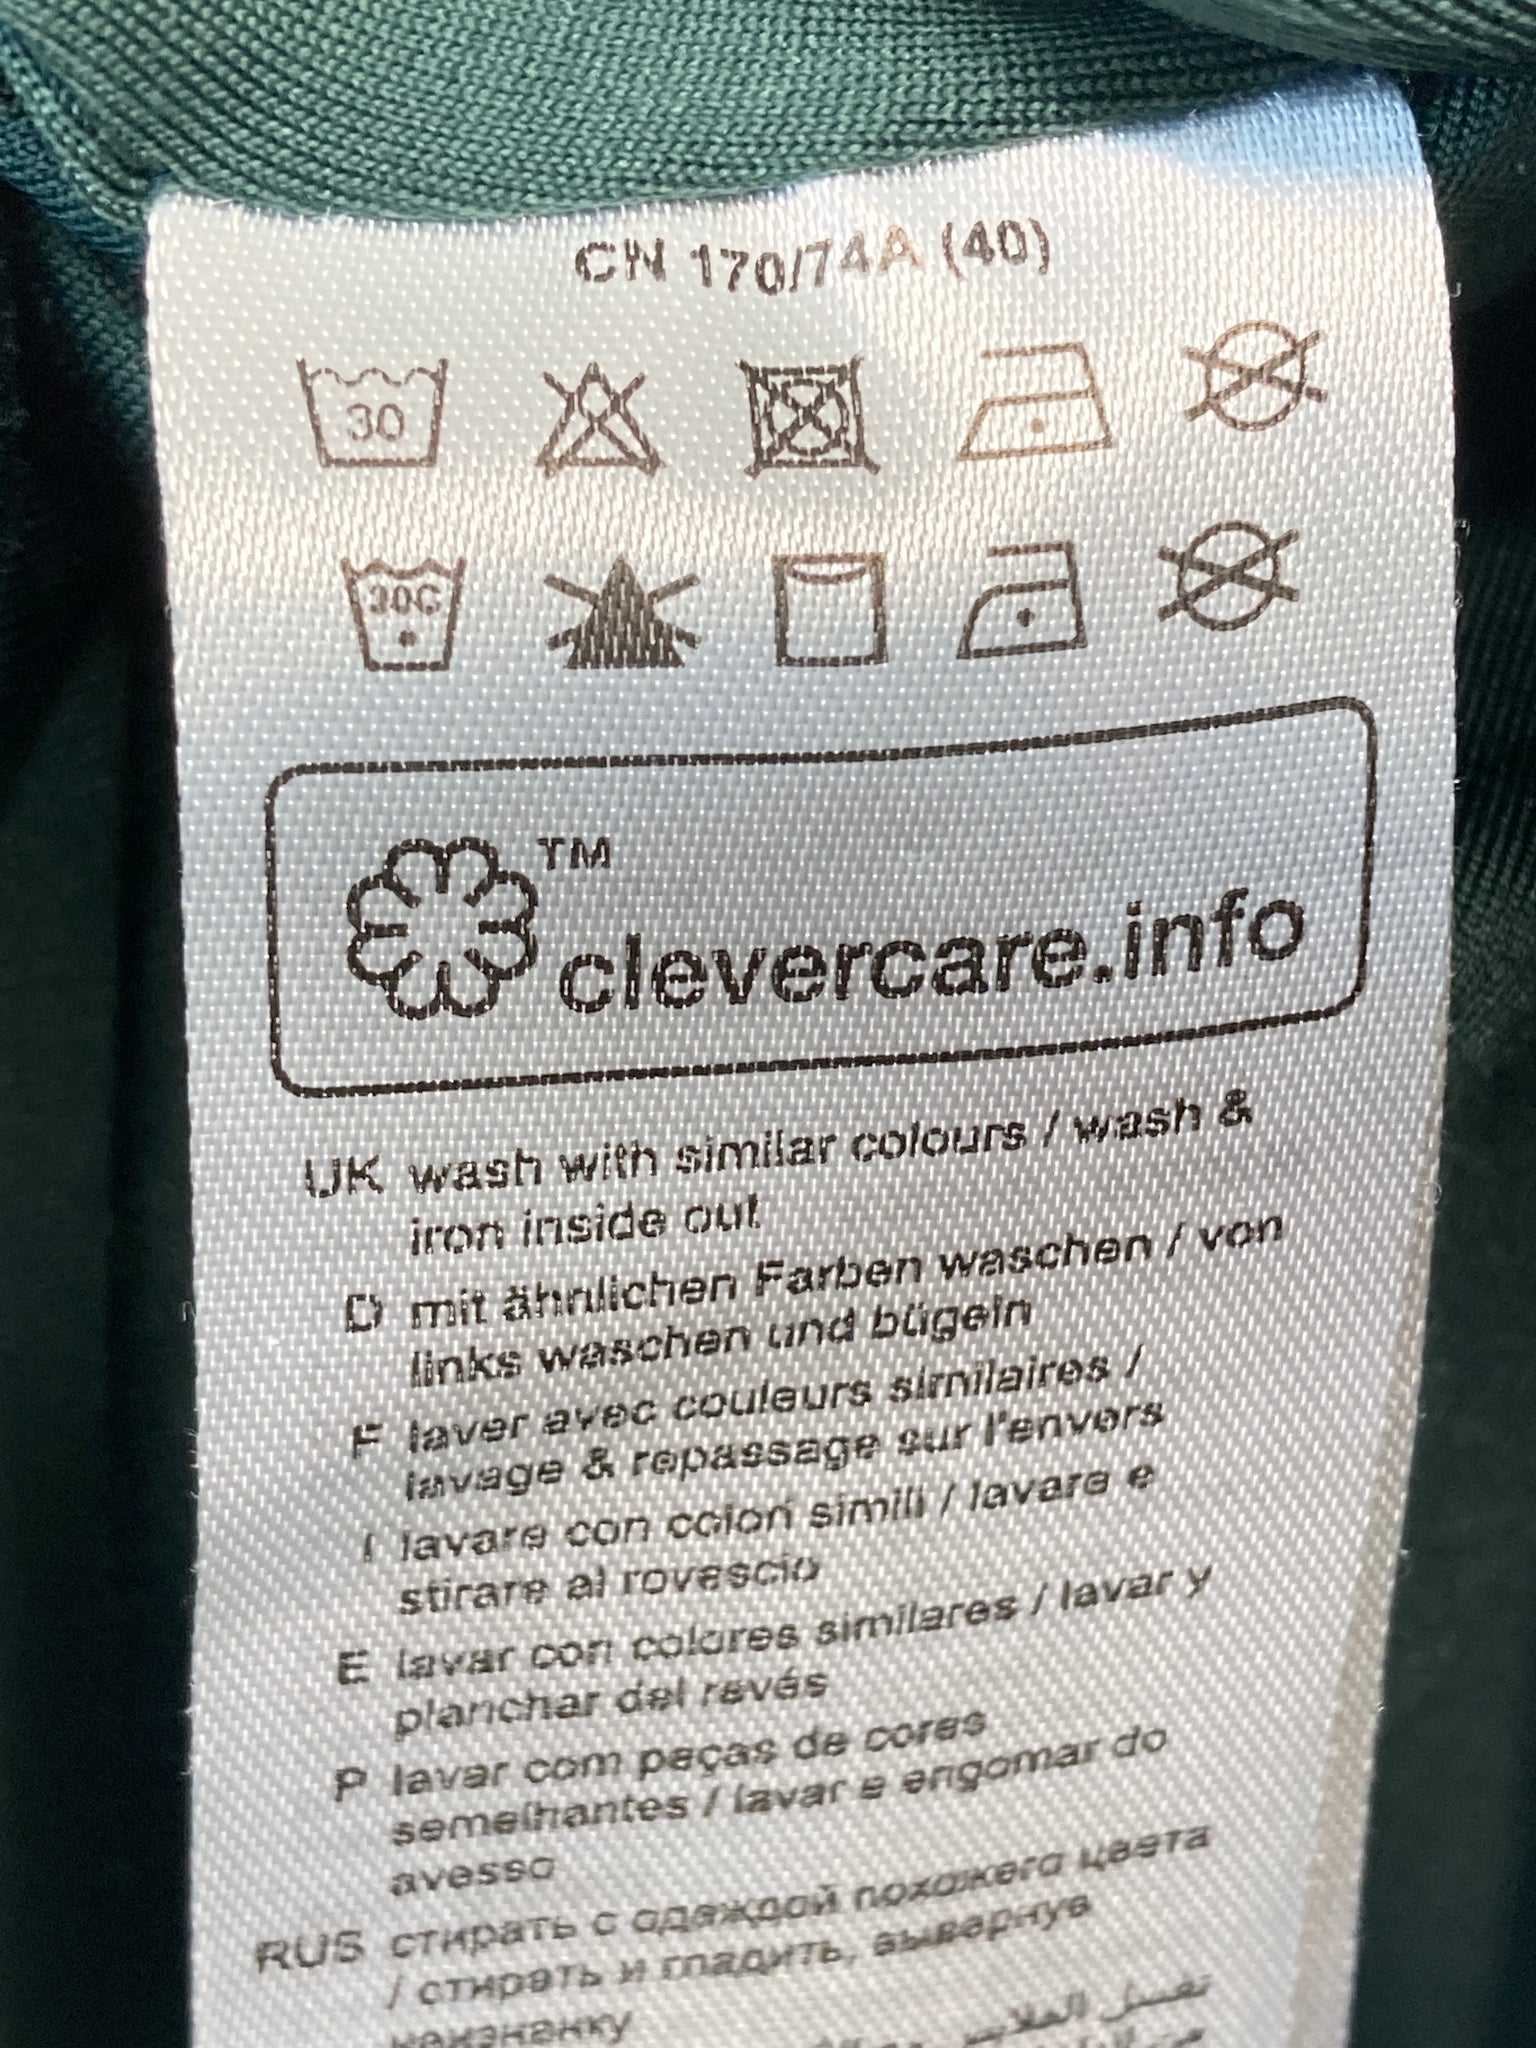 CN 170/74A (40)
30
30C
TM
clevercare.info
UK wash with similar colours / wash &
iron inside out
D mit ähnlichen Farben waschen / von
links waschen und bügeln
F laver avec couleurs similaires /
lavage & repassage sur l'envers
I lavare con colori simili / lavare e
stirare al rovescio
E lavar con colores similares / lavar y
planchar del revés
P lavar com peças de cores
semelhantes / lavar e engomar do
avesso
RUS стирать с одеждой похожего цвета
/ стирать и гладить, вывернув
наизнанку
تغسل الملابس